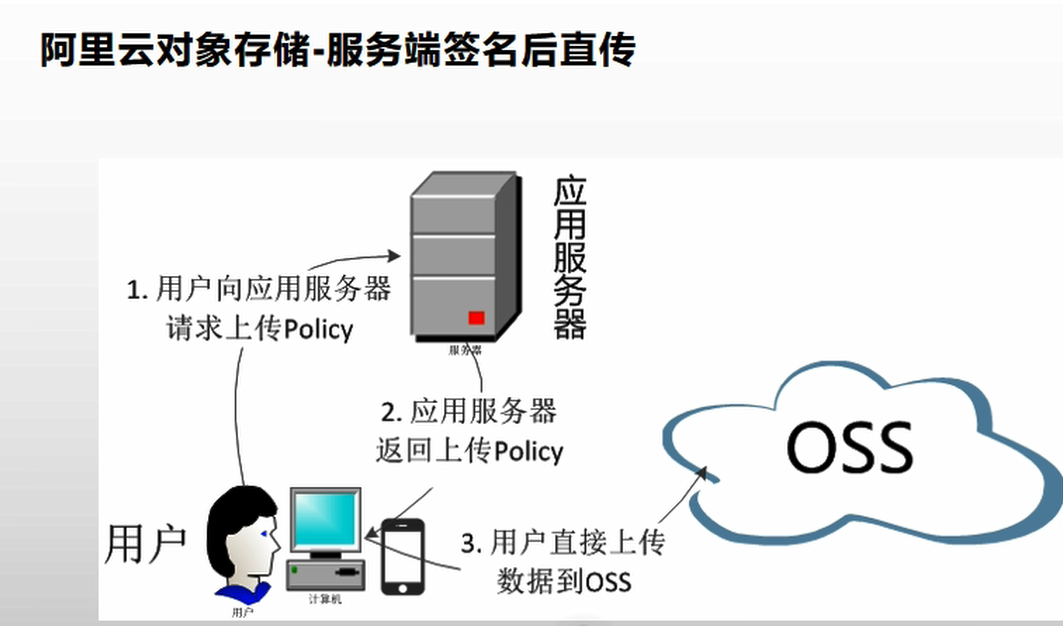 阿里云对象存储-服务端签名后直传
应用服务器
1. 用户向应用服务器
请求上传Policy
服务器
2. 应用服务器
返回上传Policy
OSS
用户
3. 用户直接上传
数据到OSS
计算机
用户